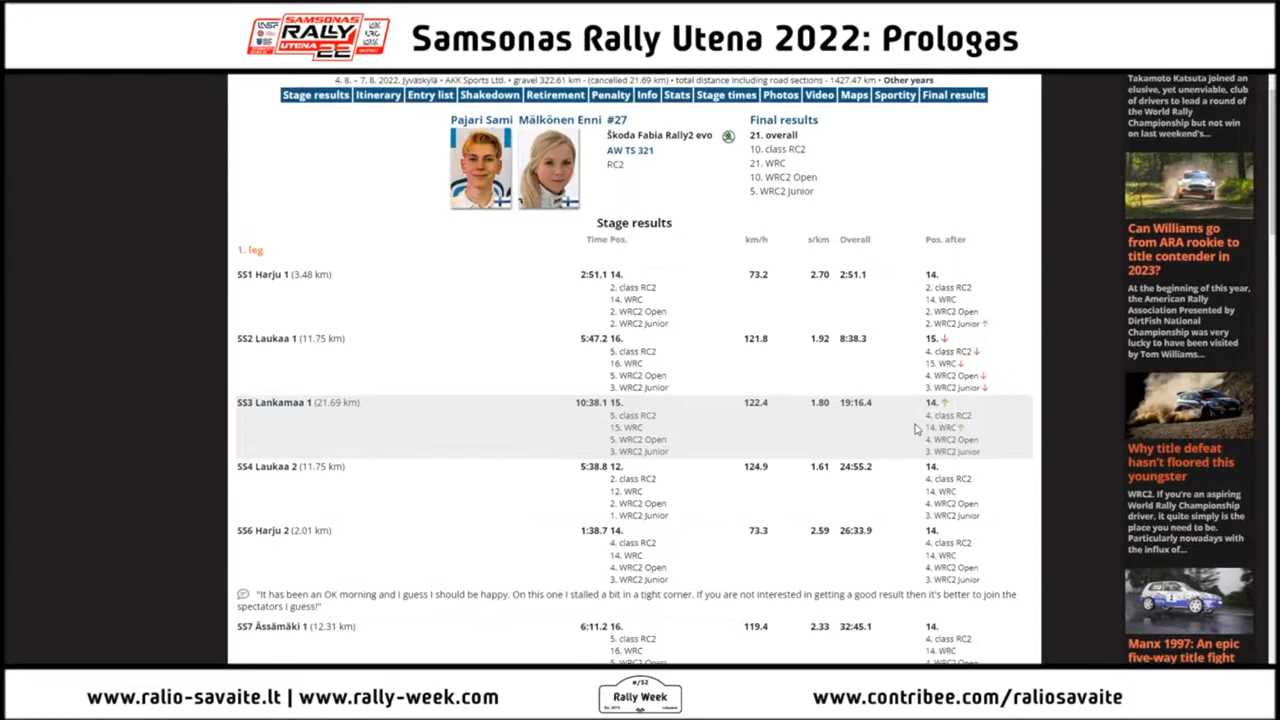 SAMSONAS
RALLY
UTENA 22
Samsonas Rally Utena 2022: Prologas
4. 8. – 7. 8. 2022, Jyväskylä • AKK Sports Ltd. • gravel 322.61 km - (cancelled 21.69 km) • total distance including road sections - 1427.47 km • Other years
Stage results Itinerary Entry list Shakedown Retirement Penalty Info Stats Stage times Photos Video Maps Sportity Final results
Pajari Sami Mälkönen Enni #27
Škoda Fabia Rally2 evo
AW TS 321
RC2
Final results
21. overall
10. class RC2
21. WRC
10. WRC2 Open
5. WRC2 Junior
Stage results
Time Pos. km/h s/km Overall Pos. after
1. leg
SS1 Harju 1 (3.48 km) 2:51.1 14. 73.2 2.70 2:51.1 14.
2. class RC2 2. class RC2
14. WRC 14. WRC
2. WRC2 Open 2. WRC2 Open
2. WRC2 Junior 2. WRC2 Junior ↑
SS2 Laukaa 1 (11.75 km) 5:47.2 16. 121.8 1.92 8:38.3 15. ↓
5. class RC2 4. class RC2 ↓
16. WRC 15. WRC ↓
5. WRC2 Open 4. WRC2 Open ↓
3. WRC2 Junior 3. WRC2 Junior ↓
SS3 Lankamaa 1 (21.69 km) 10:38.1 15. 122.4 1.80 19:16.4 14. ↑
5. class RC2 4. class RC2
15. WRC 14. WRC ↑
5. WRC2 Open 4. WRC2 Open
3. WRC2 Junior 3. WRC2 Junior
SS4 Laukaa 2 (11.75 km) 5:38.8 12. 124.9 1.61 24:55.2 14.
2. class RC2 4. class RC2
12. WRC 14. WRC
2. WRC2 Open 4. WRC2 Open
1. WRC2 Junior 3. WRC2 Junior
SS6 Harju 2 (2.01 km) 1:38.7 14. 73.3 2.59 26:33.9 14.
4. class RC2 4. class RC2
14. WRC 14. WRC
4. WRC2 Open 4. WRC2 Open
3. WRC2 Junior 3. WRC2 Junior
"It has been an OK morning and I guess I should be happy. On this one I stalled a bit in a tight corner. If you are not interested in getting a good result then it's better to join the
spectators I guess!"
SS7 Ässämäki 1 (12.31 km) 6:11.2 16. 119.4 2.33 32:45.1 14.
5. class RC2 4. class RC2
16. WRC 14. WRC
Takamoto Katsuta joined an
elusive, yet unenviable, club
of drivers to lead a round of
the World Rally
Championship but not win
on last weekend's...
Can Williams go
from ARA rookie to
title contender in
2023?
At the beginning of this year,
the American Rally
Association Presented by
DirtFish National
Championship was very
lucky to have been visited
by Tom Williams...
Why title defeat
hasn't floored this
youngster
WRC2. If you're an aspiring
World Rally Championship
driver, it quite simply is the
place you need to be.
Particularly nowadays with
the influx of...
Manx 1997: An epic
five-way title fight
www.ralio-savaite.lt | www.rally-week.com
#/52
Rally Week
www.contribee.com/raliosavaite